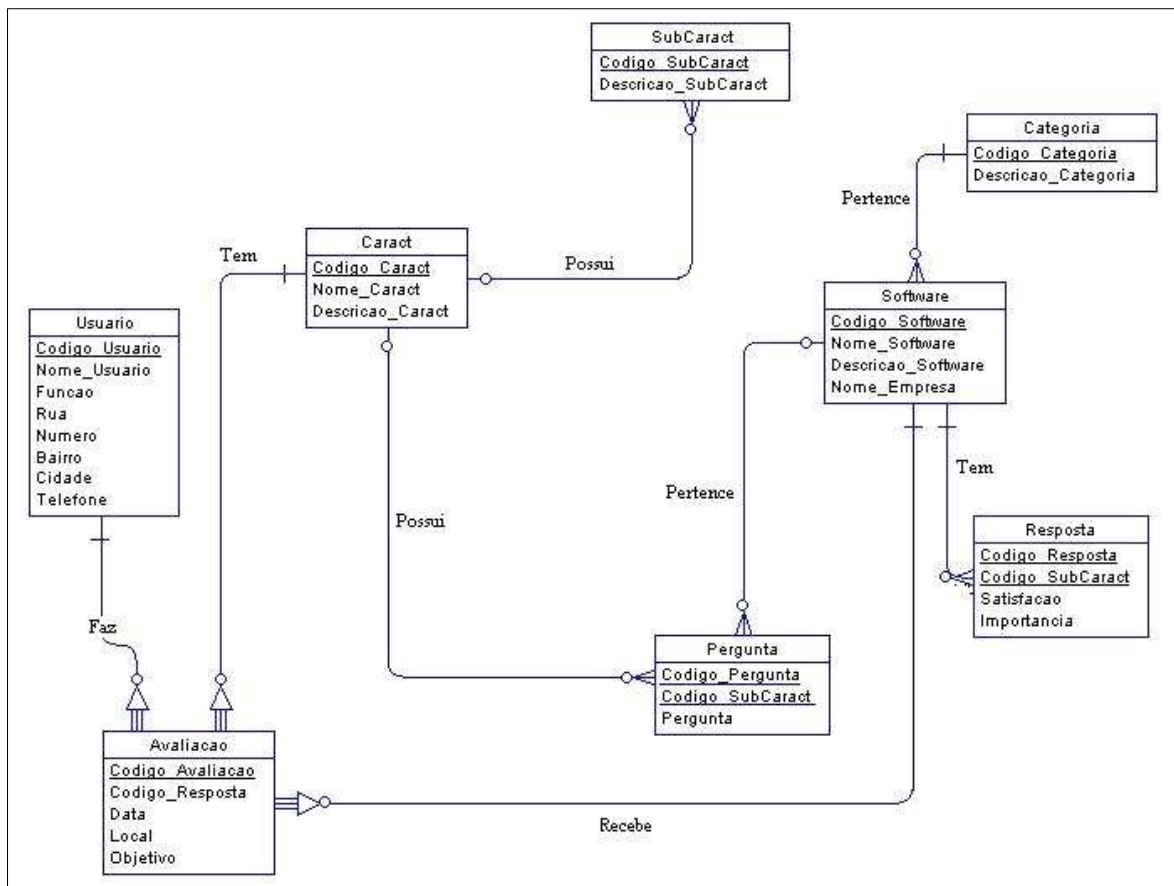 SubCaract
Codigo_SubCaract
Descricao_SubCaract
Categoria
Codigo_Categoria
Descricao_Categoria
Pertence
Tem
Caract
Codigo_Caract
Nome_Caract
Descricao_Caract
Possui
Software
Codigo_Software
Nome_Software
Descricao_Software
Nome_Empresa
Usuario
Codigo_Usuario
Nome_Usuario
Funcao
Rua
Numero
Bairro
Cidade
Telefone
Tem
Pertence
Possui
Resposta
Codigo_Resposta
Codigo_SubCaract
Satisfacao
Importancia
Faz
Pergunta
Codigo_Pergunta
Codigo_SubCaract
Pergunta
Avaliacao
Codigo_Avaliacao
Codigo_Resposta
Data
Local
Objetivo
Recebe